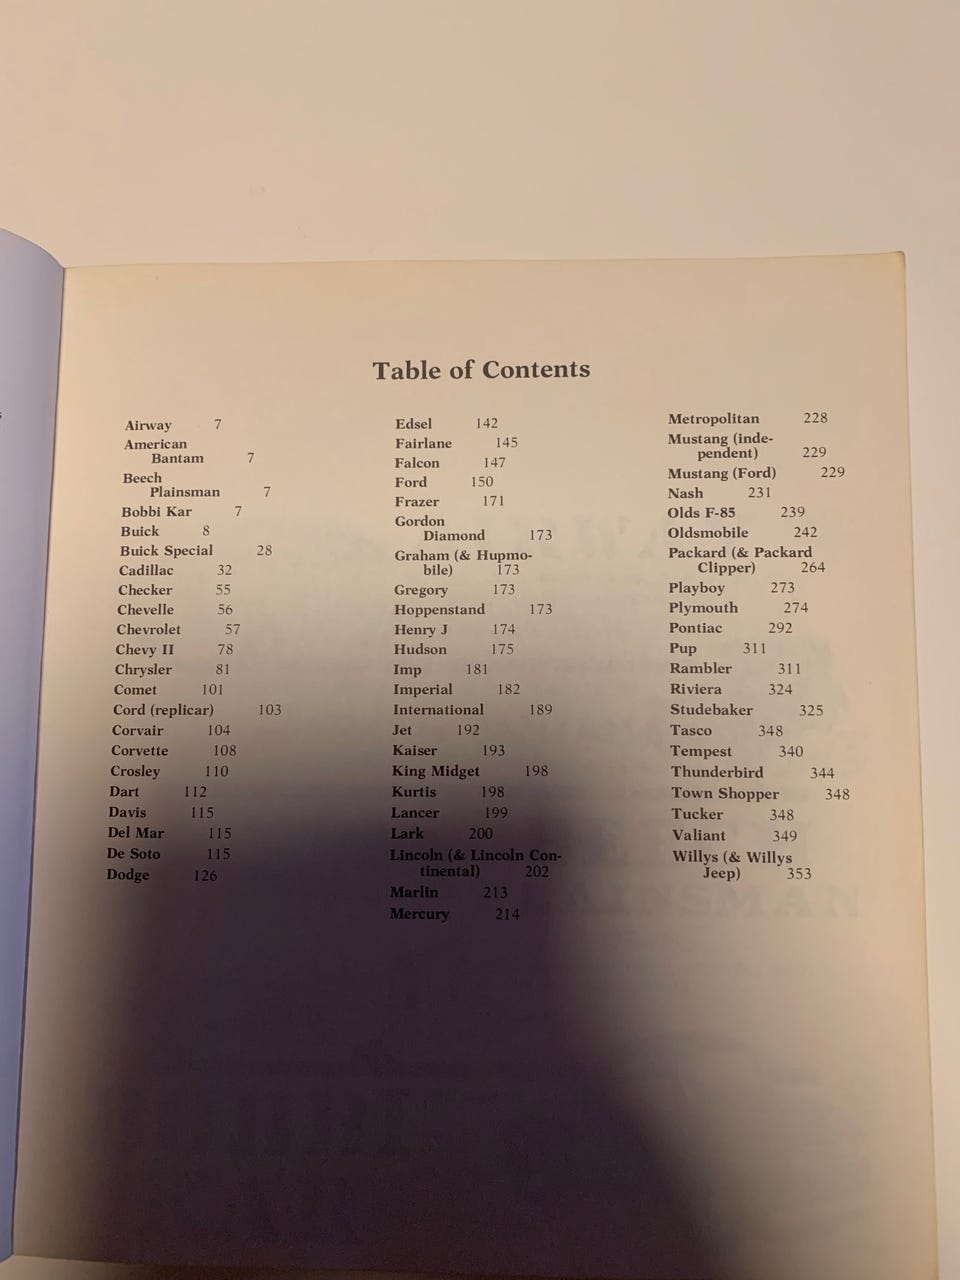 Table of Contents
Airway 7
American
Bantam 7
Beech
Plainsman 7
Bobbi Kar 7
Buick 8
Buick Special 28
Cadillac 32
Checker 55
Chevelle 56
Chevrolet 57
Chevy II 78
Chrysler 81
Comet 101
Cord (replicar) 103
Corvair 104
Corvette 108
Crosley 110
Dart 112
Davis 115
Del Mar 115
De Soto 115
Dodge 126
Edsel 142
Fairlane 145
Falcon 147
Ford 150
Frazer 171
Gordon
Diamond 173
Graham (& Hupmo-
bile) 173
Gregory 173
Hoppenstand 173
Henry J 174
Hudson 175
Imp 181
Imperial 182
International 189
Jet 192
Kaiser 193
King Midget 198
Kurtis 198
Lancer 199
Lark 200
Lincoln (& Lincoln Con-
tinental) 202
Marlin 213
Mercury 214
Metropolitan 228
Mustang (inde-
pendent) 229
Mustang (Ford) 229
Nash 231
Olds F-85 239
Oldsmobile 242
Packard (& Packard
Clipper) 264
Playboy 273
Plymouth 274
Pontiac 292
Pup 311
Rambler 311
Riviera 324
Studebaker 325
Tasco 348
Tempest 340
Thunderbird 344
Town Shopper 348
Tucker 348
Valiant 349
Willys (& Willys
Jeep) 353